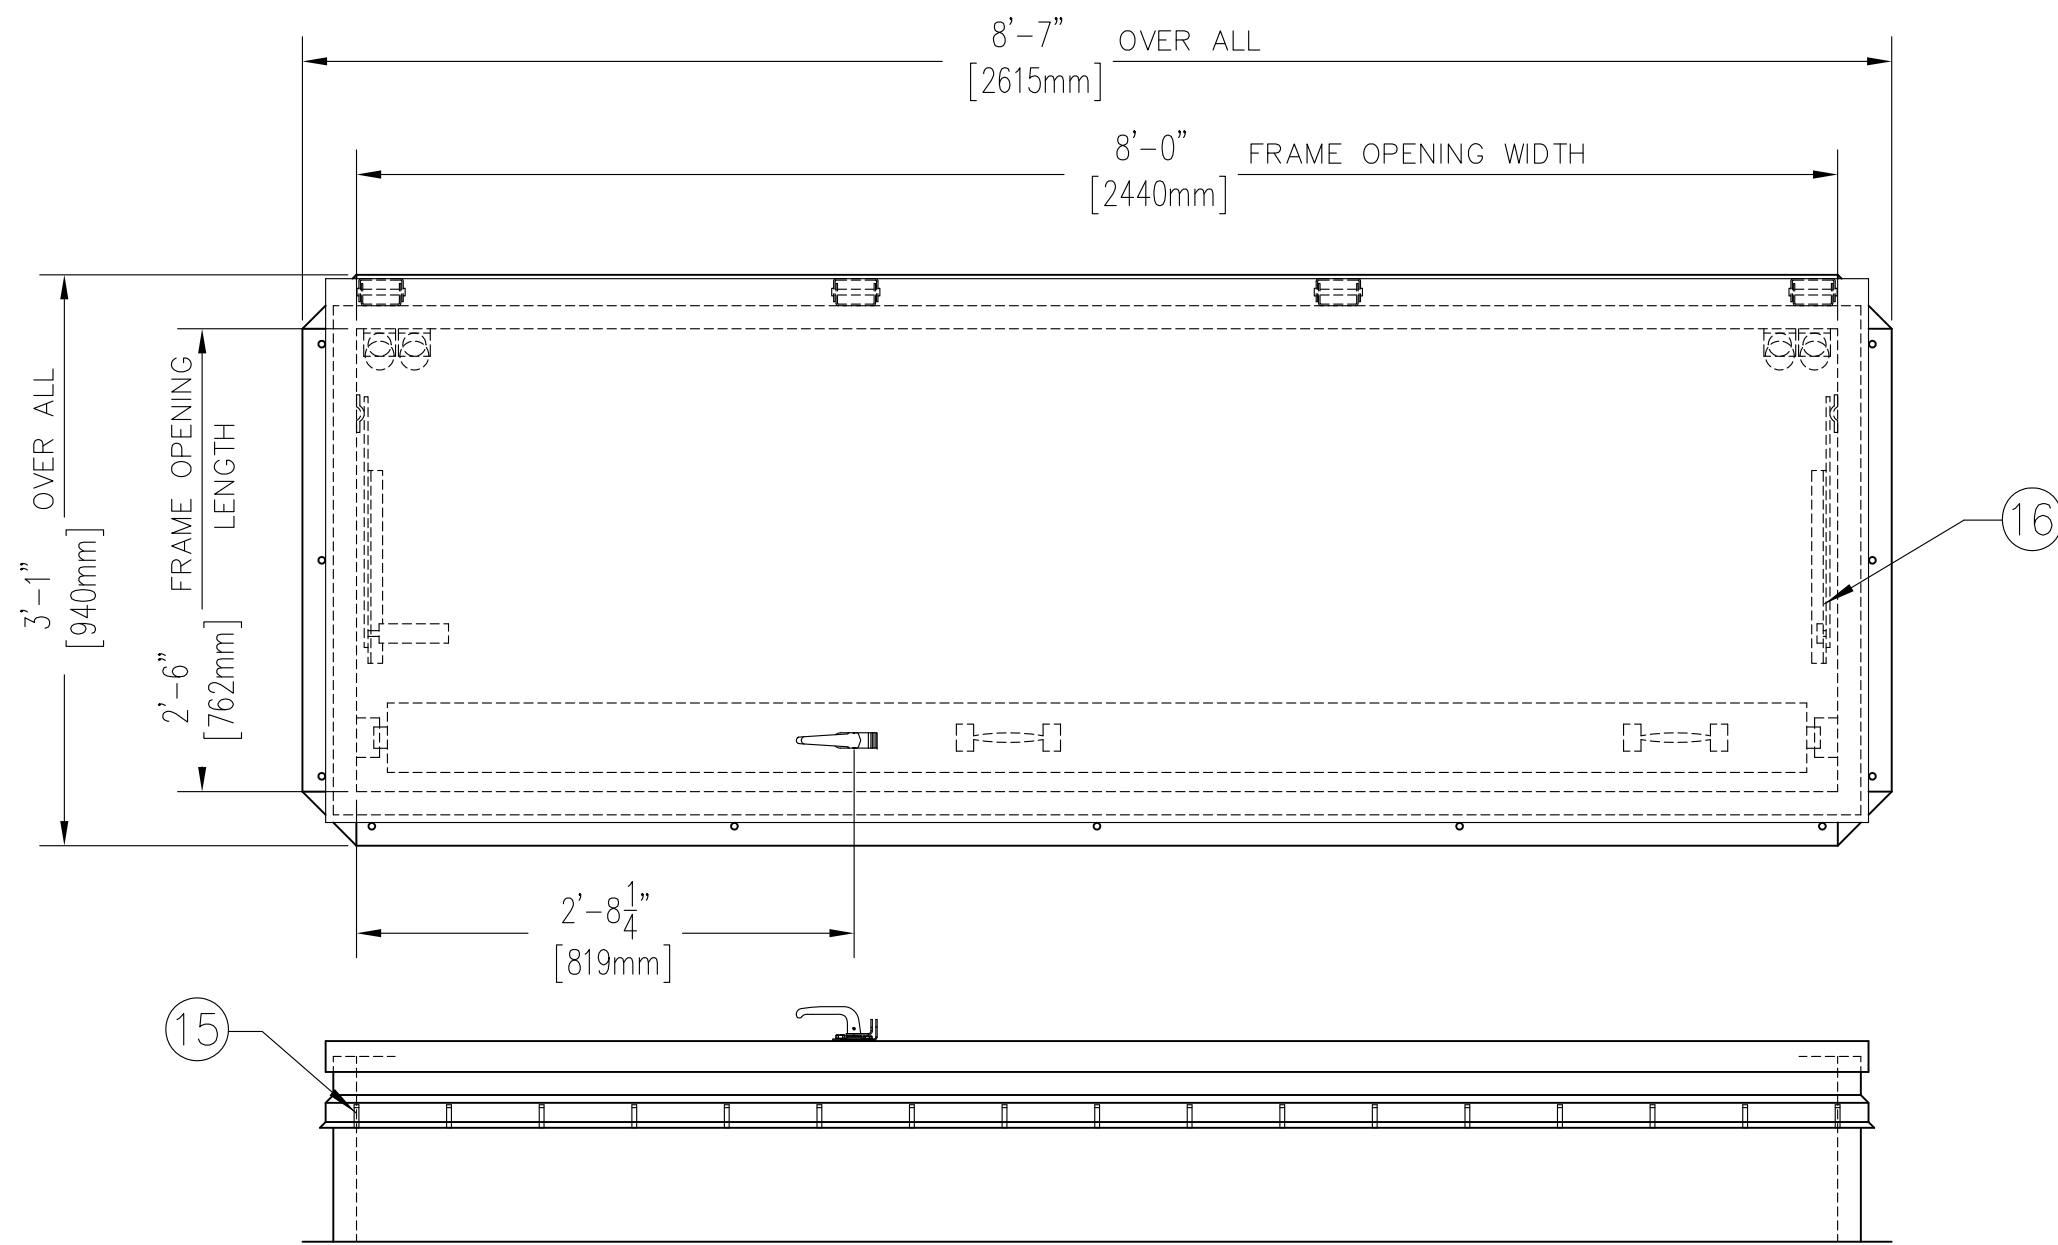 8'-7" OVER ALL
[2615mm]
8'-0" FRAME OPENING WIDTH
[2440mm]
3'-1" OVER ALL
[940mm]
2'-6" FRAME OPENING
LENGTH
[762mm]
16
2'-8 1/4"
[819mm]
15